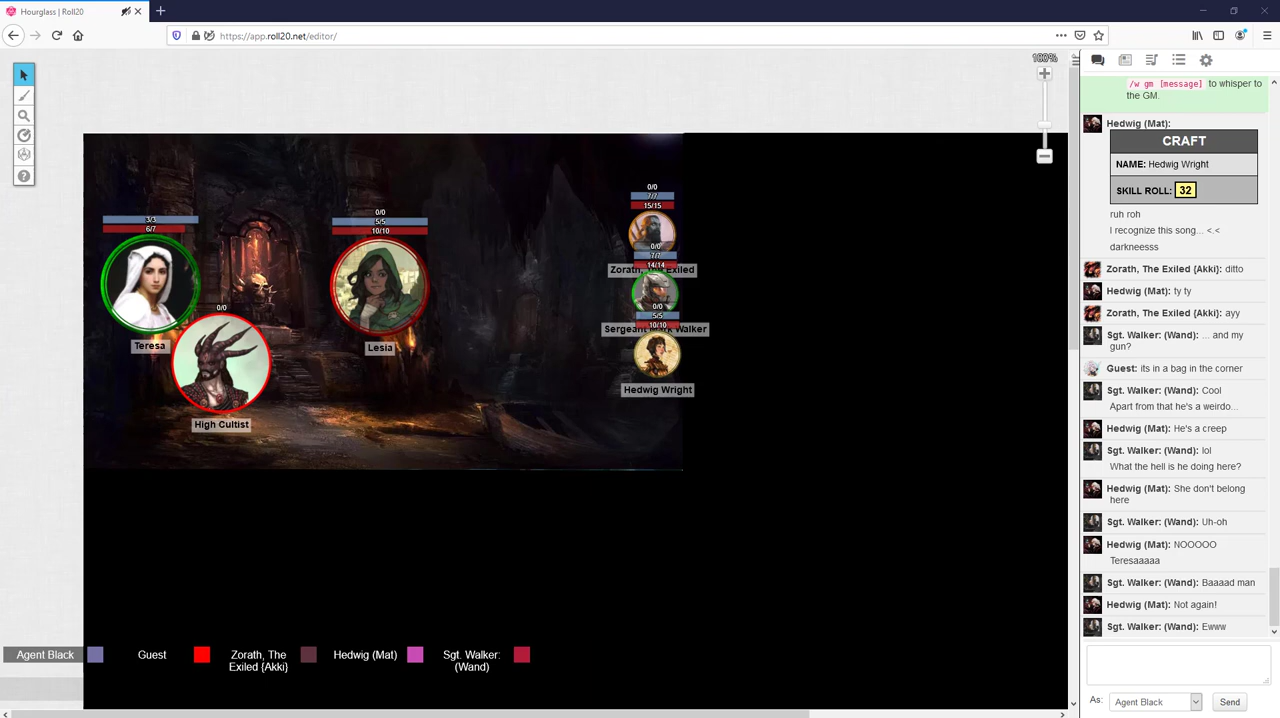 Hourglass | Roll20
https://app.roll20.net/editor/
100%
/w gm [message] to whisper to
the GM.
Hedwig (Mat):
CRAFT
NAME: Hedwig Wright
SKILL ROLL: 32
ruh roh
I recognize this song... <.<
darkneesss
Zorath, The Exiled (Akki): ditto
Hedwig (Mat): ty ty
Zorath, The Exiled (Akki): ayy
Sgt. Walker: (Wand): ... and my
gun?
Guest: its in a bag in the corner
Sgt. Walker: (Wand): Cool
Apart from that he's a weirdo...
Hedwig (Mat): He's a creep
Sgt. Walker: (Wand): lol
What the hell is he doing here?
Hedwig (Mat): She don't belong
here
Sgt. Walker: (Wand): Uh-oh
Hedwig (Mat): NOOOOO
Teresaaaaa
Sgt. Walker: (Wand): Baaaad man
Hedwig (Mat): Not again!
Sgt. Walker: (Wand): Ewww
As: Agent Black
Send
3/3
6/7
Teresa
0/0
High Cultist
0/0
5/5
10/10
Lesia
0/0
7/7
15/15
Zorath, The Exiled
0/0
7/7
14/14
Sergeant Walker
0/0
5/5
10/10
Hedwig Wright
Agent Black
Guest
Zorath, The
Exiled (Akki)
Hedwig (Mat)
Sgt. Walker:
(Wand)